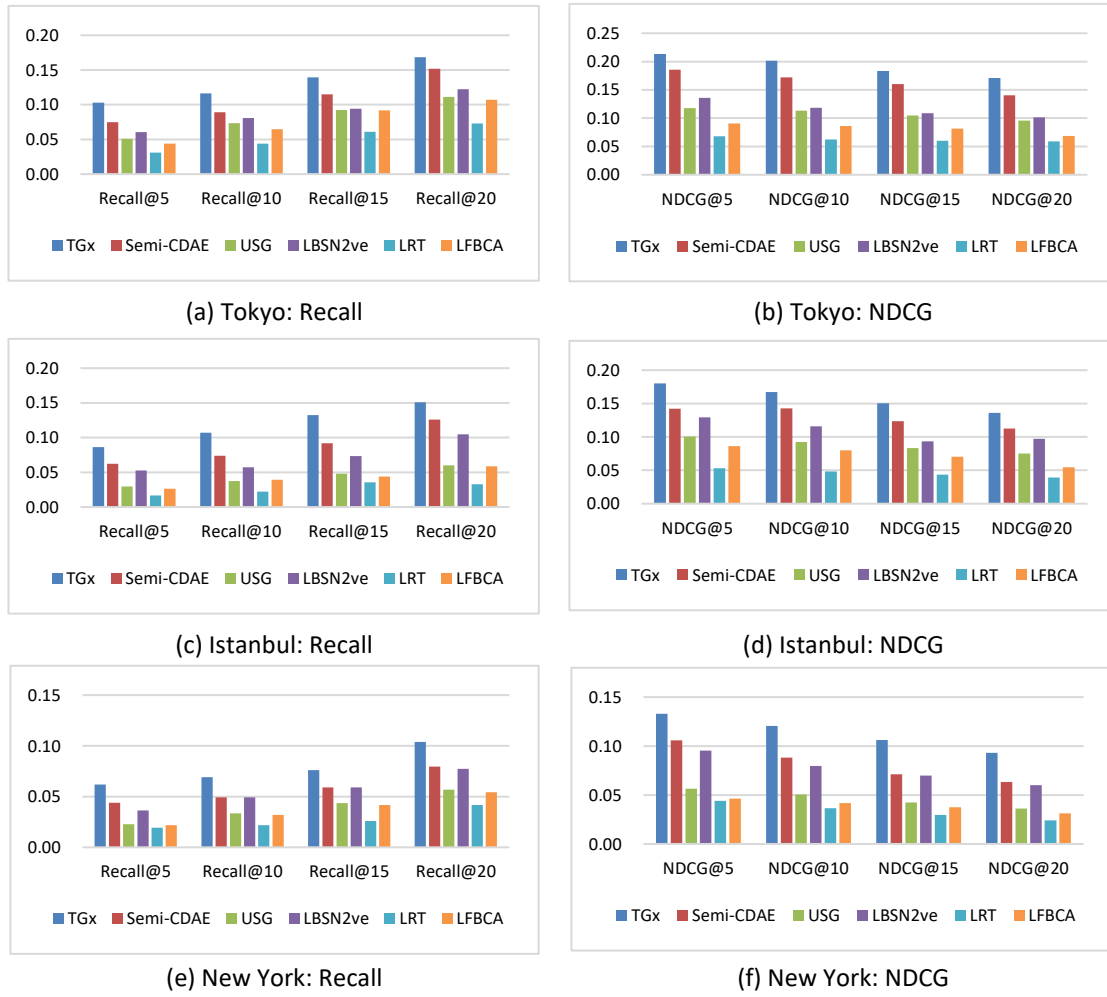 0.20
0.15
0.10
0.05
0.00
Recall@5 Recall@10 Recall@15 Recall@20
TGx Semi-CDAE USG LBSN2ve LRT LFBCA
(a) Tokyo: Recall
0.25
0.20
0.15
0.10
0.05
0.00
NDCG@5 NDCG@10 NDCG@15 NDCG@20
TGx Semi-CDAE USG LBSN2ve LRT LFBCA
(b) Tokyo: NDCG
0.20
0.15
0.10
0.05
0.00
Recall@5 Recall@10 Recall@15 Recall@20
TGx Semi-CDAE USG LBSN2ve LRT LFBCA
(c) Istanbul: Recall
0.20
0.15
0.10
0.05
0.00
NDCG@5 NDCG@10 NDCG@15 NDCG@20
TGx Semi-CDAE USG LBSN2ve LRT LFBCA
(d) Istanbul: NDCG
0.15
0.10
0.05
0.00
Recall@5 Recall@10 Recall@15 Recall@20
TGx Semi-CDAE USG LBSN2ve LRT LFBCA
(e) New York: Recall
0.15
0.10
0.05
0.00
NDCG@5 NDCG@10 NDCG@15 NDCG@20
TGx Semi-CDAE USG LBSN2ve LRT LFBCA
(f) New York: NDCG